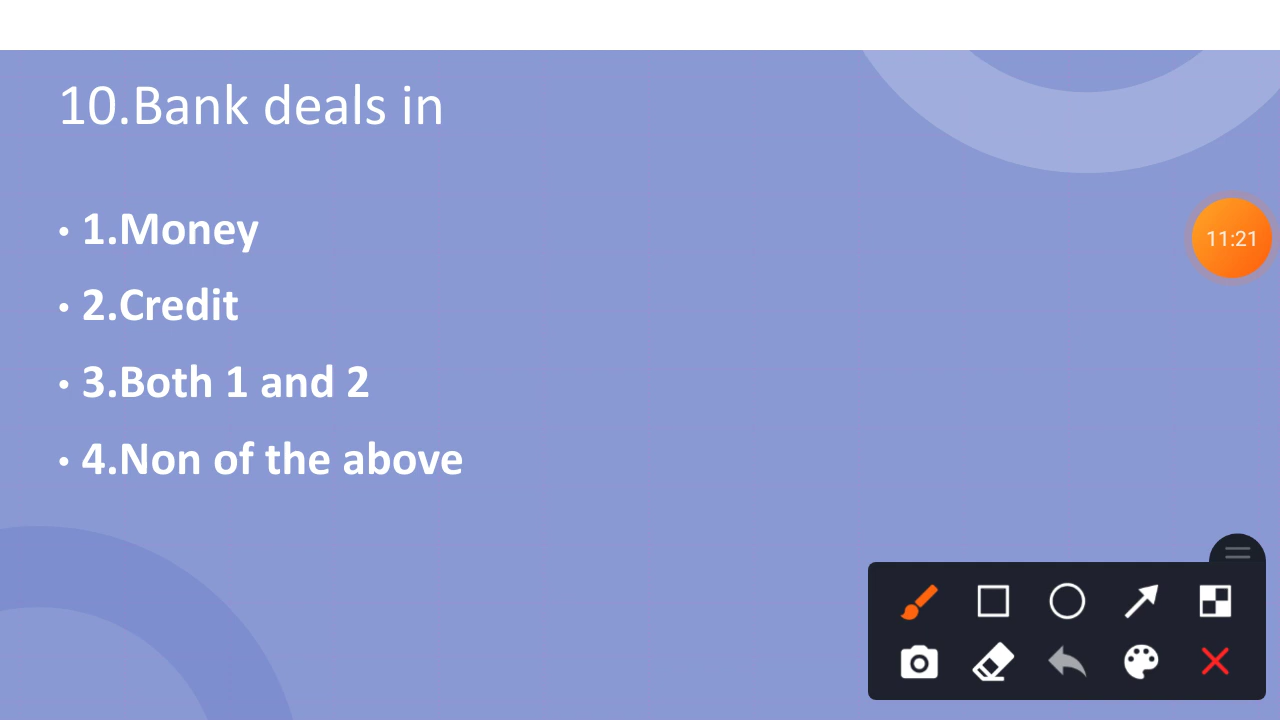 10.Bank deals in
• 1.Money
• 2.Credit
• 3.Both 1 and 2
• 4.Non of the above
11:21